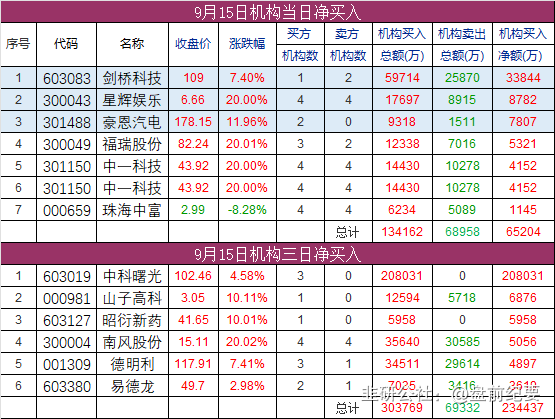 9月15日机构当日净买入
序号 代码 名称 收盘价 涨跌幅 买方机构数 卖方机构数 机构买入总额(万) 机构卖出总额(万) 机构买入净额(万)
1 603083 剑桥科技 109 7.40% 1 2 59714 25870 33844
2 300043 星辉娱乐 6.66 20.00% 4 4 17697 8915 8782
3 301488 豪恩汽电 178.15 11.96% 2 0 9318 1511 7807
4 300049 福瑞股份 82.24 20.01% 3 2 12338 7016 5321
5 301150 中一科技 43.92 20.00% 4 4 14430 10278 4152
6 301150 中一科技 43.92 20.00% 4 4 14430 10278 4152
7 000659 珠海中富 2.99 -8.28% 4 4 6234 5089 1145
总计 134162 68958 65204
9月15日机构三日净买入
1 603019 中科曙光 102.46 4.58% 3 0 208031 0 208031
2 000981 山子高科 3.05 10.11% 1 0 12594 5718 6876
3 603127 昭衍新药 41.65 10.01% 1 0 5958 0 5958
4 300004 南风股份 15.11 20.02% 4 4 35640 30585 5056
5 001309 德明利 117.91 7.41% 3 1 34511 29614 4897
6 603380 易德龙 49.7 2.98% 2 1 7025 3416 3610
总计 303769 69332 234437
韭研公社：@盘前纪要